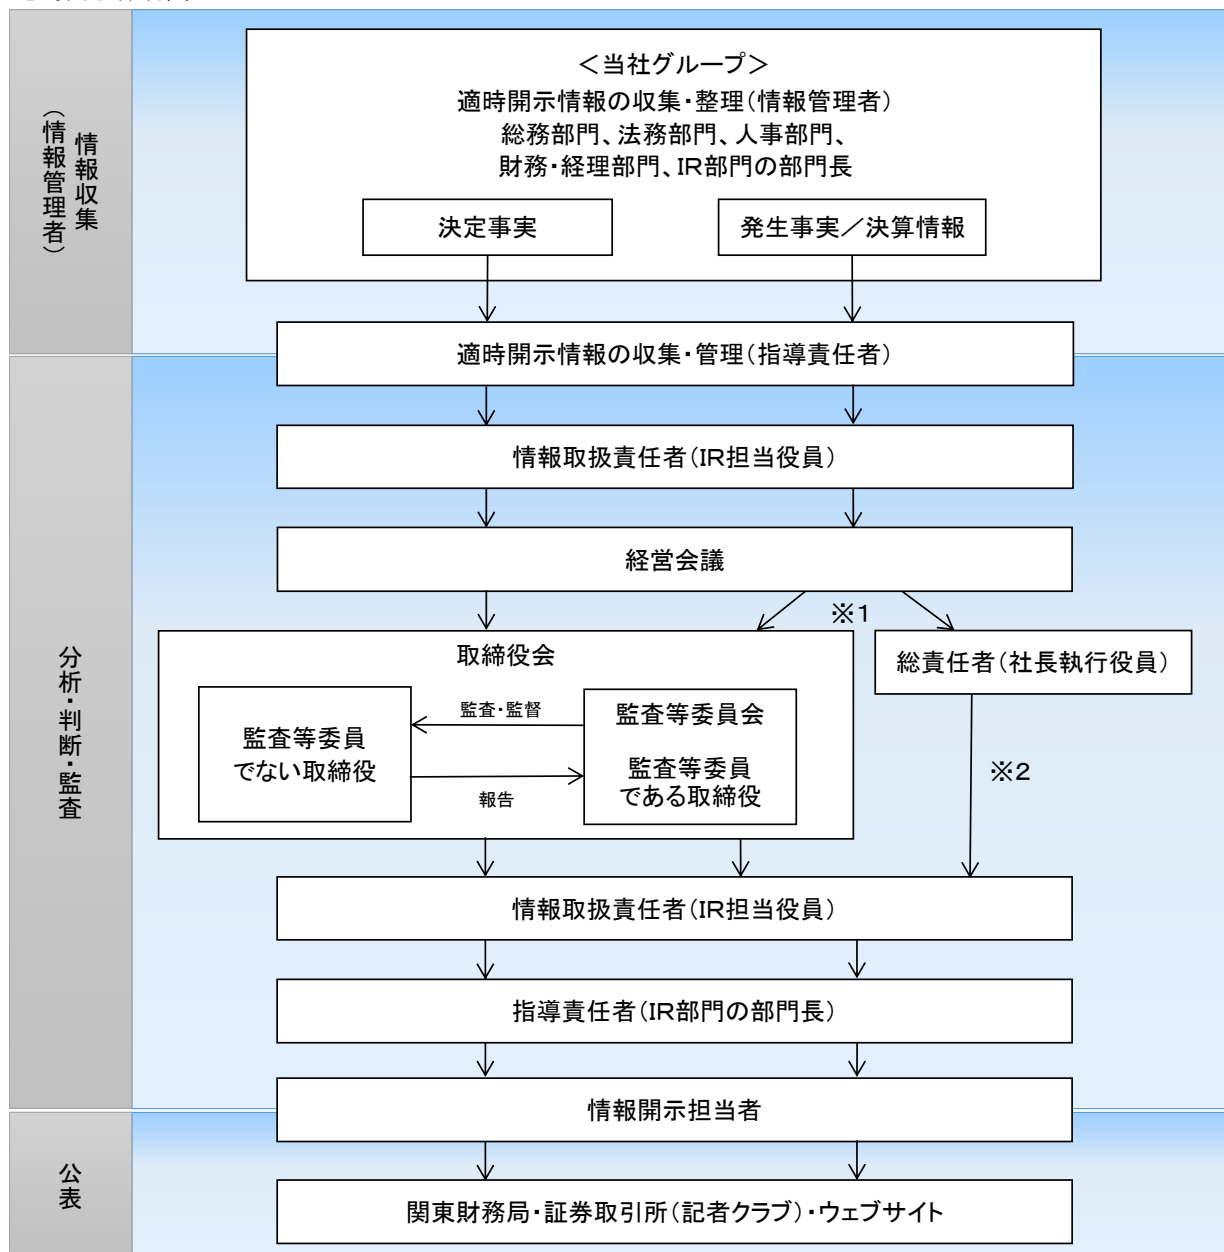 情報収集
（情報管理者）
＜当社グループ＞
適時開示情報の収集・整理（情報管理者）
総務部門、法務部門、人事部門、
財務・経理部門、IR部門の部門長
決定事実
発生事実／決算情報
適時開示情報の収集・管理（指導責任者）
分析・判断・監査
情報取扱責任者（IR担当役員）
経営会議
※1
取締役会
総責任者（社長執行役員）
監査等委員
でない取締役
監査・監督
報告
監査等委員会
監査等委員
である取締役
※2
情報取扱責任者（IR担当役員）
指導責任者（IR部門の部門長）
情報開示担当者
公表
関東財務局・証券取引所（記者クラブ）・ウェブサイト